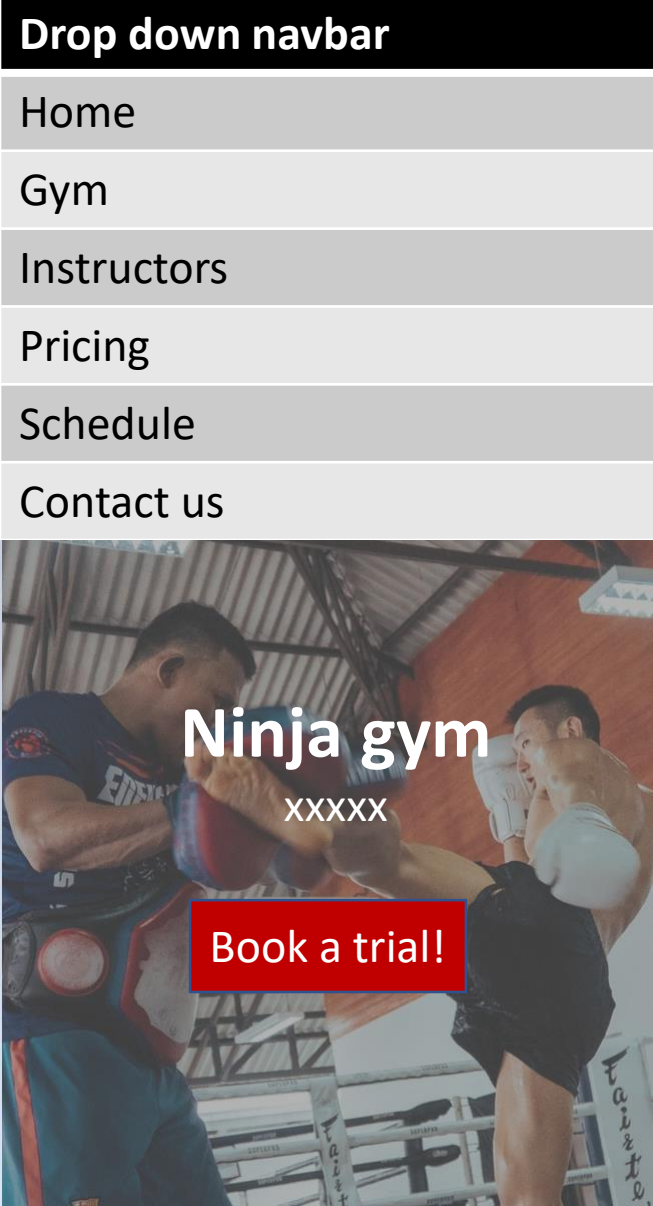 Drop down navbar
Home
Gym
Instructors
Pricing
Schedule
Contact us
Ninja gym
xxxxx
Book a trial!